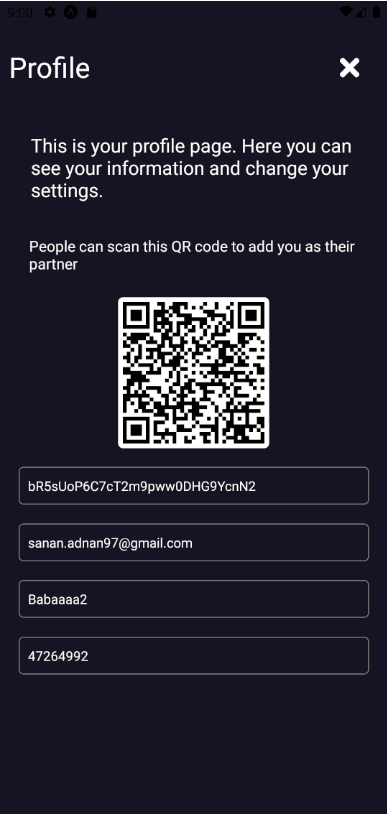 9:00
Profile
This is your profile page. Here you can
see your information and change your
settings.
People can scan this QR code to add you as their
partner
bR5sUoP6C7cT2m9pww0DHG9YcnN2
sanan.adnan97@gmail.com
Babaaaa2
47264992